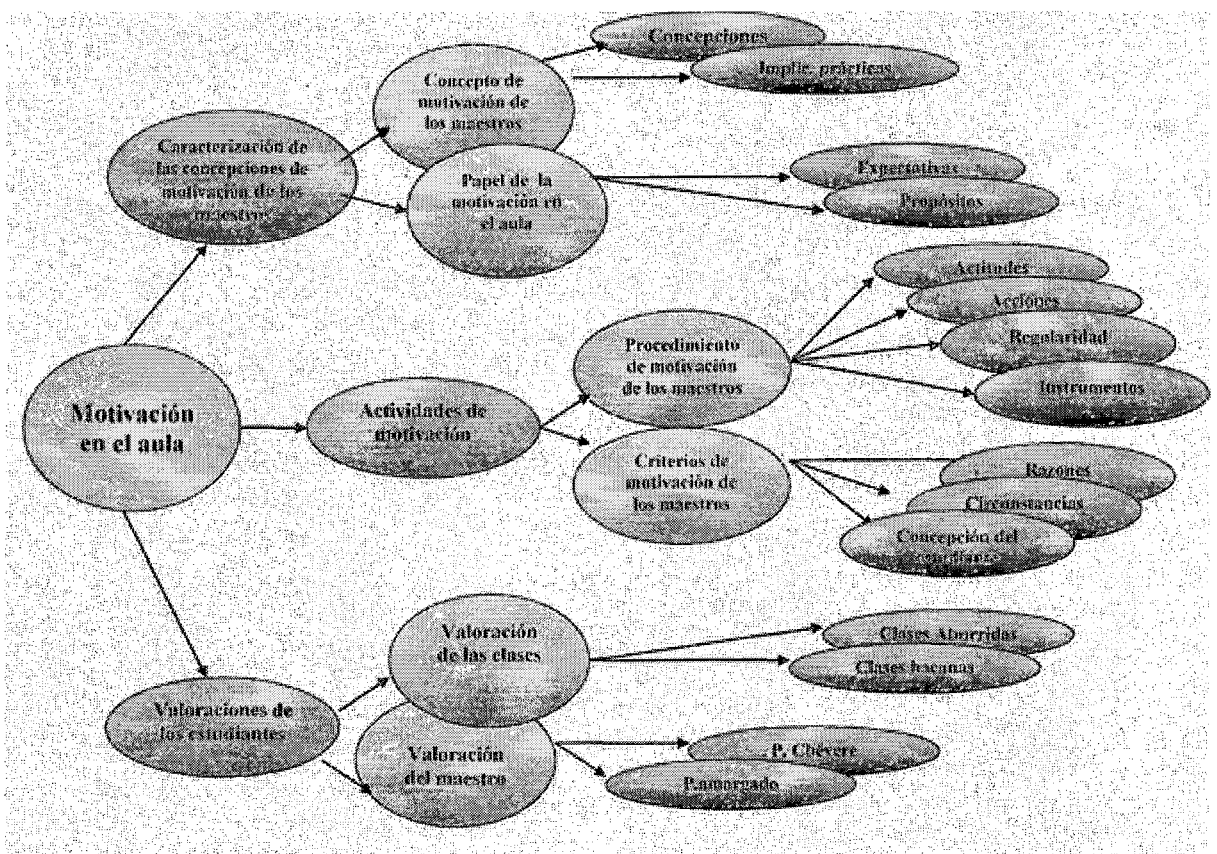 Concepciones
Implic. prácticas
Concepto de
motivación de
los maestros
Caracterización de
las concepciones de
motivación de los
maestros
Papel de la
motivación en
el aula
Expectativas
Propósitos
Actitudes
Acciones
Regularidad
Instrumentos
Procedimiento
de motivación
de los maestros
Motivación
en el aula
Actividades de
motivación
Criterios de
motivación de
los maestros
Razones
Circunstancias
Concepción del
estudiante
Valoración
de las clases
Clases Aburridas
Clases bacanas
Valoraciones de
los estudiantes
Valoración
del maestro
P. Chévere
P.amargado